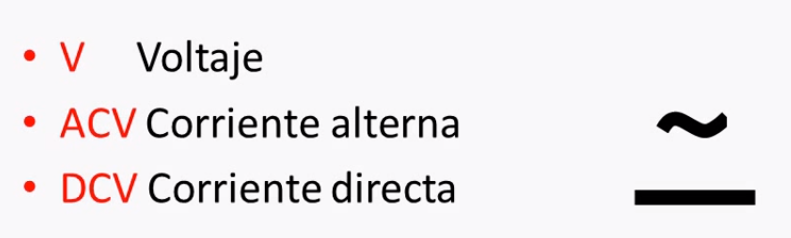 • V Voltaje
• ACV Corriente alterna ~
• DCV Corriente directa